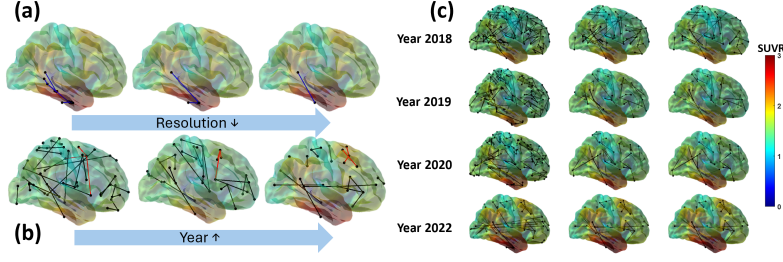 (a)
Resolution ↓
(b)
Year ↑
(c)
Year 2018
Year 2019
Year 2020
Year 2022
SUVR
3
2
1
0